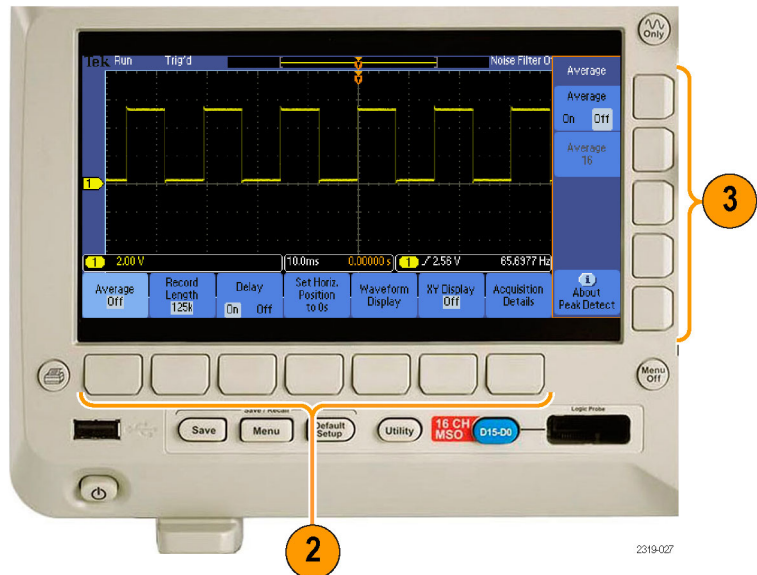 Only
Tek Run Trig'd Noise Filter O
Average
Average
On Off
Average
16
1
1 2.00 V 10.0ms 0.00000 s 1 2.56 V 65.6977 Hz
About
Peak Detect
Average
Off
Record
Length
125k
Delay
On Off
Set Horiz.
Position
to 0s
Waveform
Display
XY Display
Off
Acquisition
Details
3
Menu
Off
Save / Recall
Save
Menu
Default
Setup
Utility
16 CH
MSO
D15-D0
Logic Probe
2
2319-027